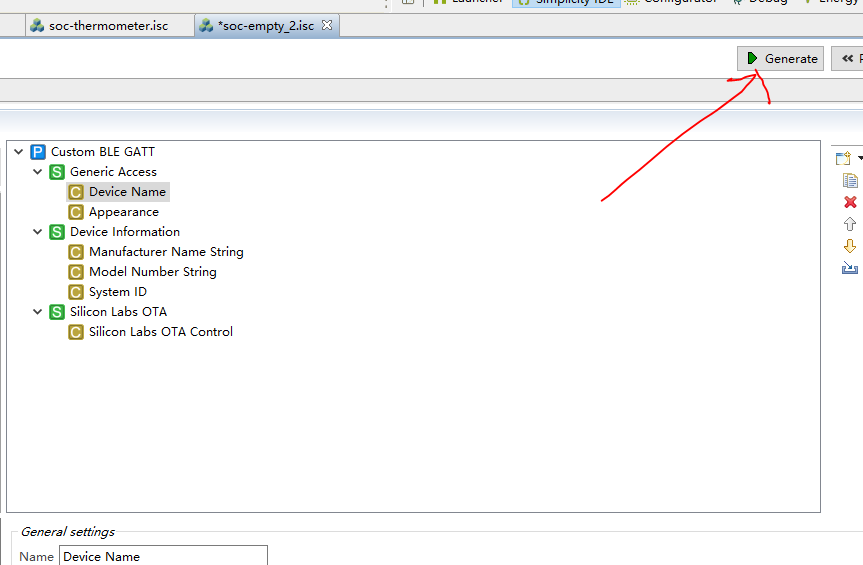 Launcher Simplicity IDE Configurator Debug Energy
soc-thermometer.isc *soc-empty_2.isc
Generate
P Custom BLE GATT
S Generic Access
C Device Name
C Appearance
S Device Information
C Manufacturer Name String
C Model Number String
C System ID
S Silicon Labs OTA
C Silicon Labs OTA Control
General settings
Name Device Name